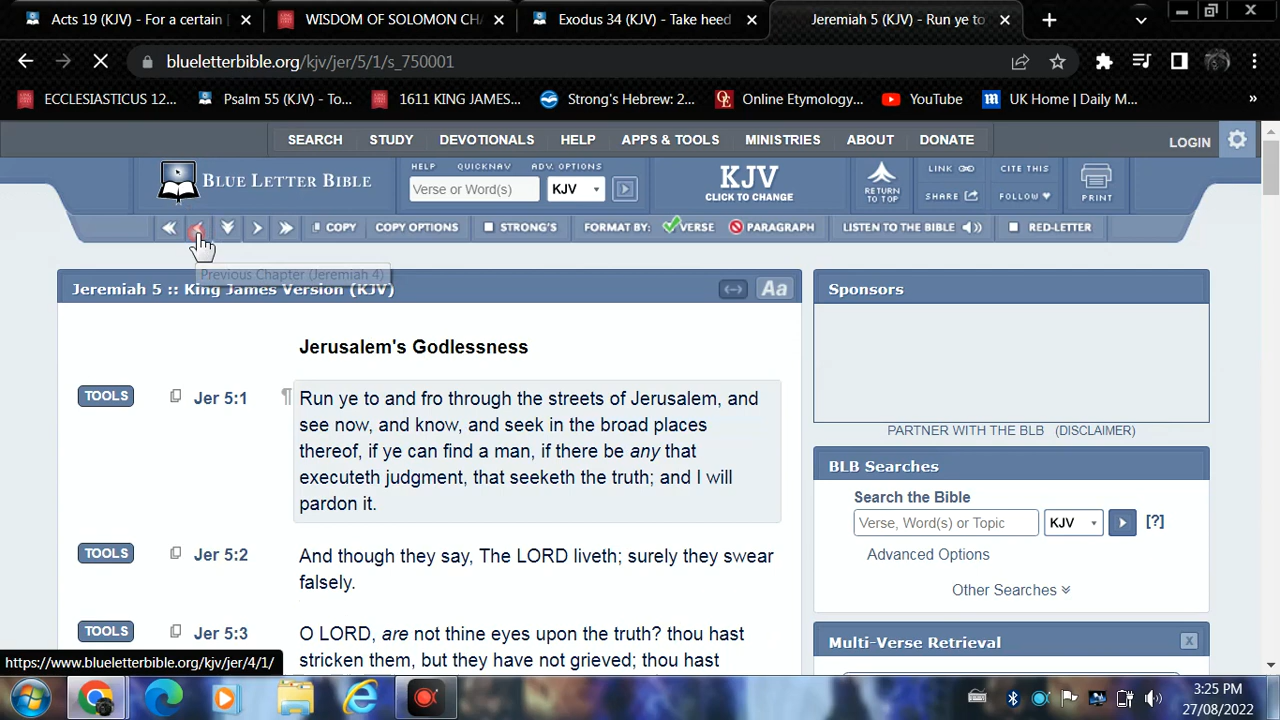 Acts 19 (KJV) - For a certain
WISDOM OF SOLOMON CHA
Exodus 34 (KJV) - Take heed
Jeremiah 5 (KJV) - Run ye to
blueletterbible.org/kjv/jer/5/1/s_750001
ECCLESIASTICUS 12...
Psalm 55 (KJV) - To...
1611 KING JAMES...
Strong's Hebrew: 2...
Online Etymology...
YouTube
UK Home | Daily M...
SEARCH STUDY DEVOTIONALS HELP APPS & TOOLS MINISTRIES ABOUT DONATE LOGIN
BLUE LETTER BIBLE
HELP QUICKNAV ADV. OPTIONS
Verse or Word(s) KJV
KJV
CLICK TO CHANGE
RETURN
TO TOP
LINK CITE THIS
SHARE FOLLOW
PRINT
COPY COPY OPTIONS STRONG'S FORMAT BY: VERSE PARAGRAPH LISTEN TO THE BIBLE RED-LETTER
Previous Chapter (Jeremiah 4)
Jeremiah 5 :: King James Version (KJV) Aa
Jerusalem's Godlessness
TOOLS Jer 5:1 ¶ Run ye to and fro through the streets of Jerusalem, and
see now, and know, and seek in the broad places
thereof, if ye can find a man, if there be any that
executeth judgment, that seeketh the truth; and I will
pardon it.
TOOLS Jer 5:2 And though they say, The LORD liveth; surely they swear
falsely.
TOOLS Jer 5:3 O LORD, are not thine eyes upon the truth? thou hast
stricken them, but they have not grieved; thou hast
Sponsors
PARTNER WITH THE BLB (DISCLAIMER)
BLB Searches
Search the Bible
Verse, Word(s) or Topic KJV [?]
Advanced Options
Other Searches
Multi-Verse Retrieval
https://www.blueletterbible.org/kjv/jer/4/1/
3:25 PM
27/08/2022